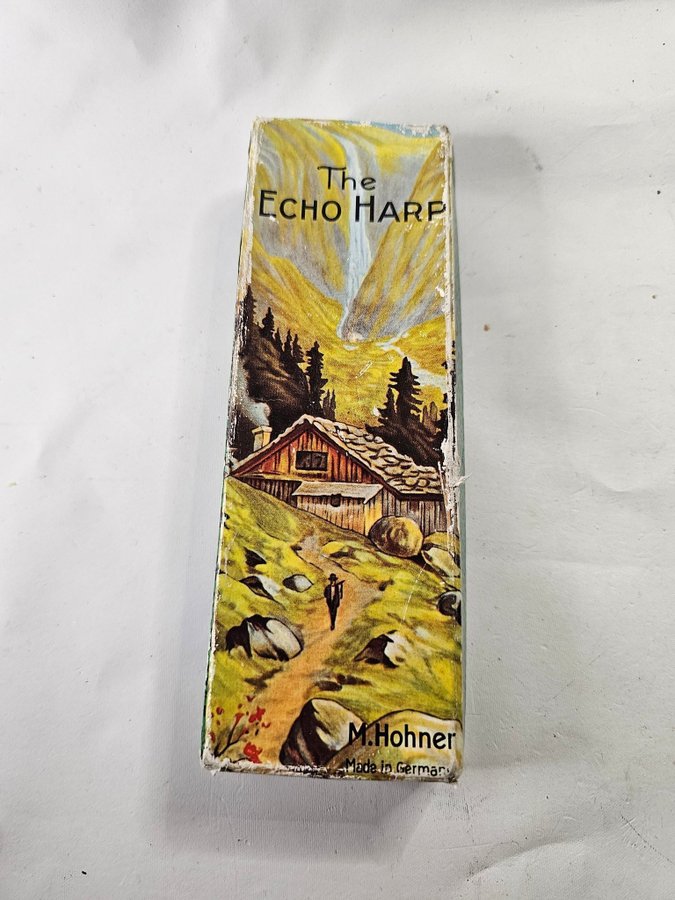 The
ECHO HARP
M.Hohner
Made in Germany